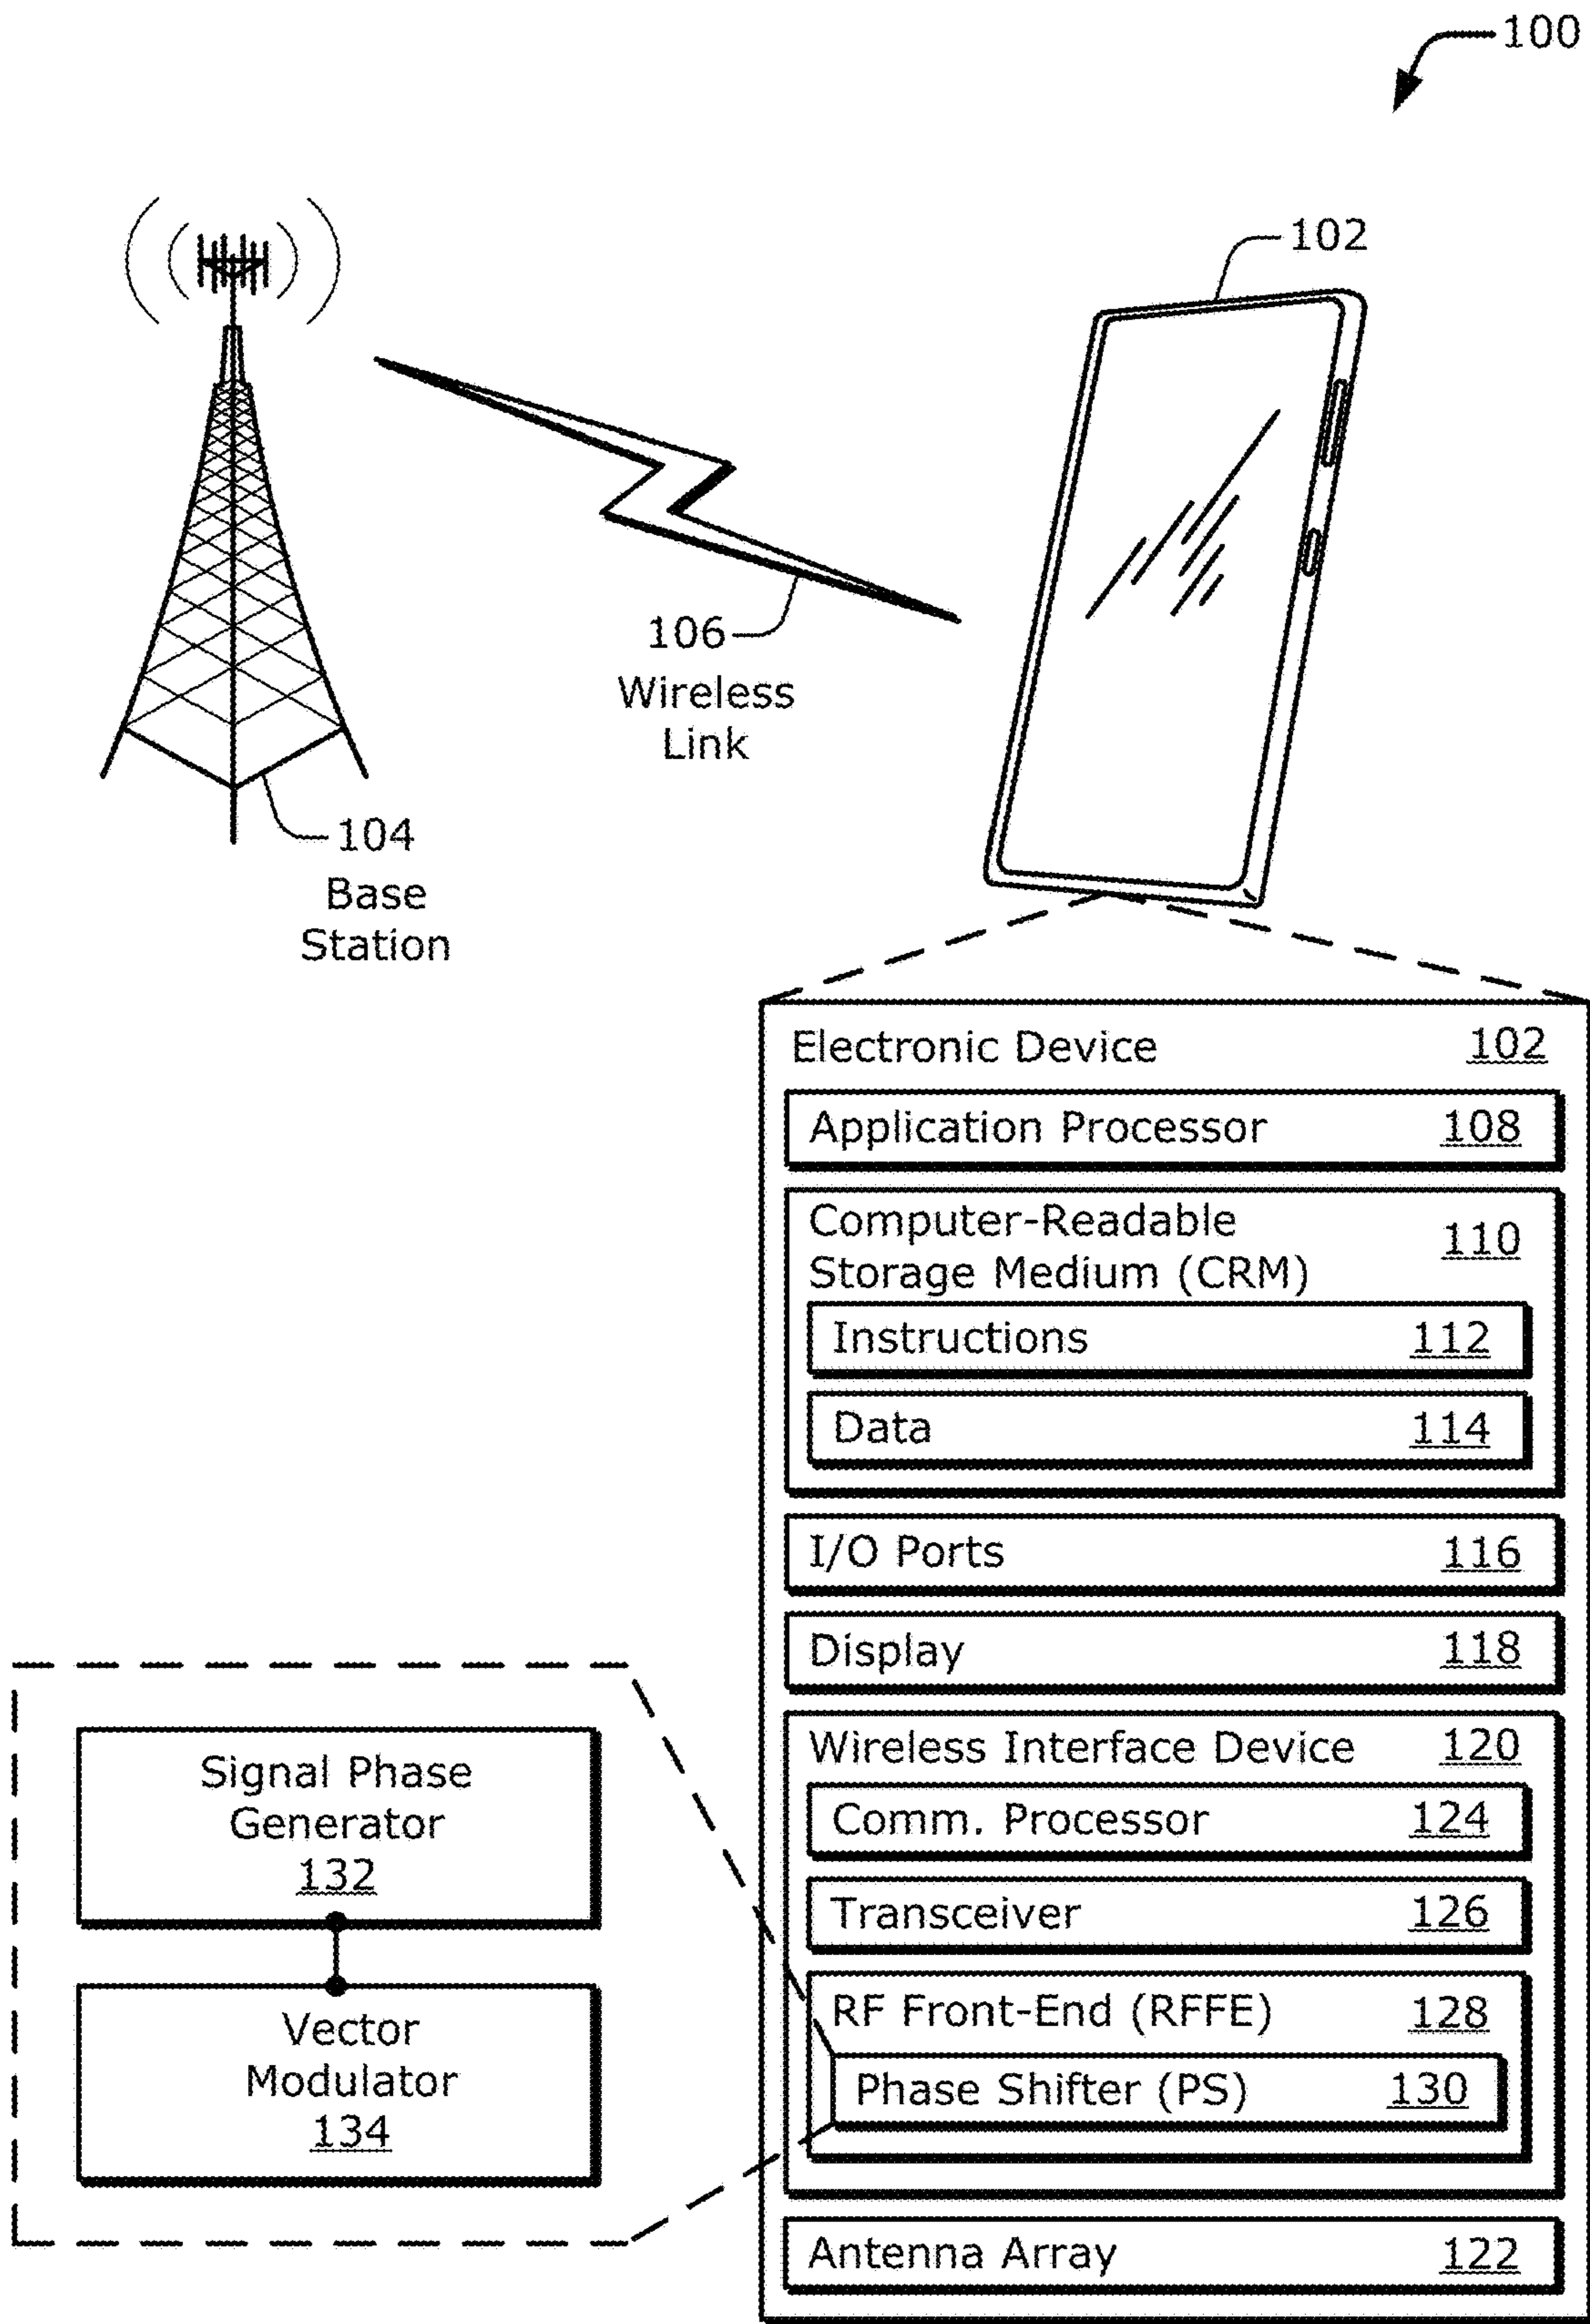 100
102
106
Wireless
Link
104
Base
Station
Electronic Device 102
Application Processor 108
Computer-Readable
Storage Medium (CRM) 110
Instructions 112
Data 114
I/O Ports 116
Display 118
Wireless Interface Device 120
Comm. Processor 124
Transceiver 126
RF Front-End (RFFE) 128
Phase Shifter (PS) 130
Antenna Array 122
Signal Phase
Generator
132
Vector
Modulator
134